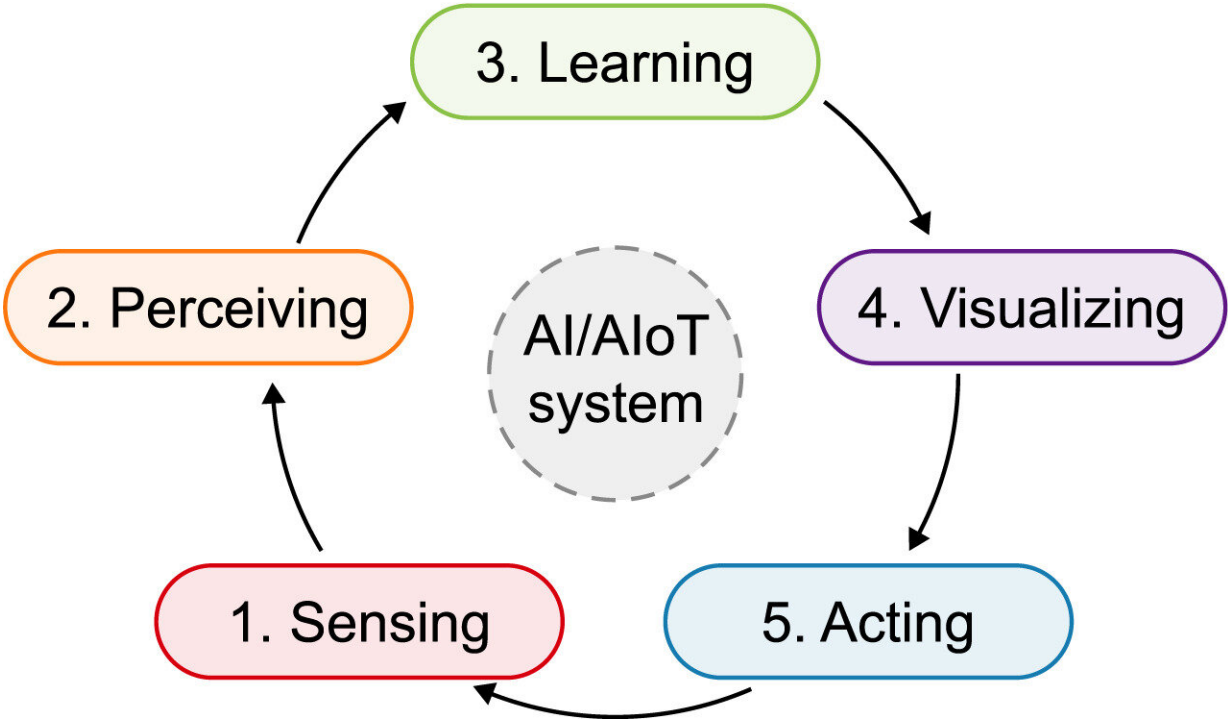 3. Learning
2. Perceiving
4. Visualizing
AI/AIoT
system
1. Sensing
5. Acting